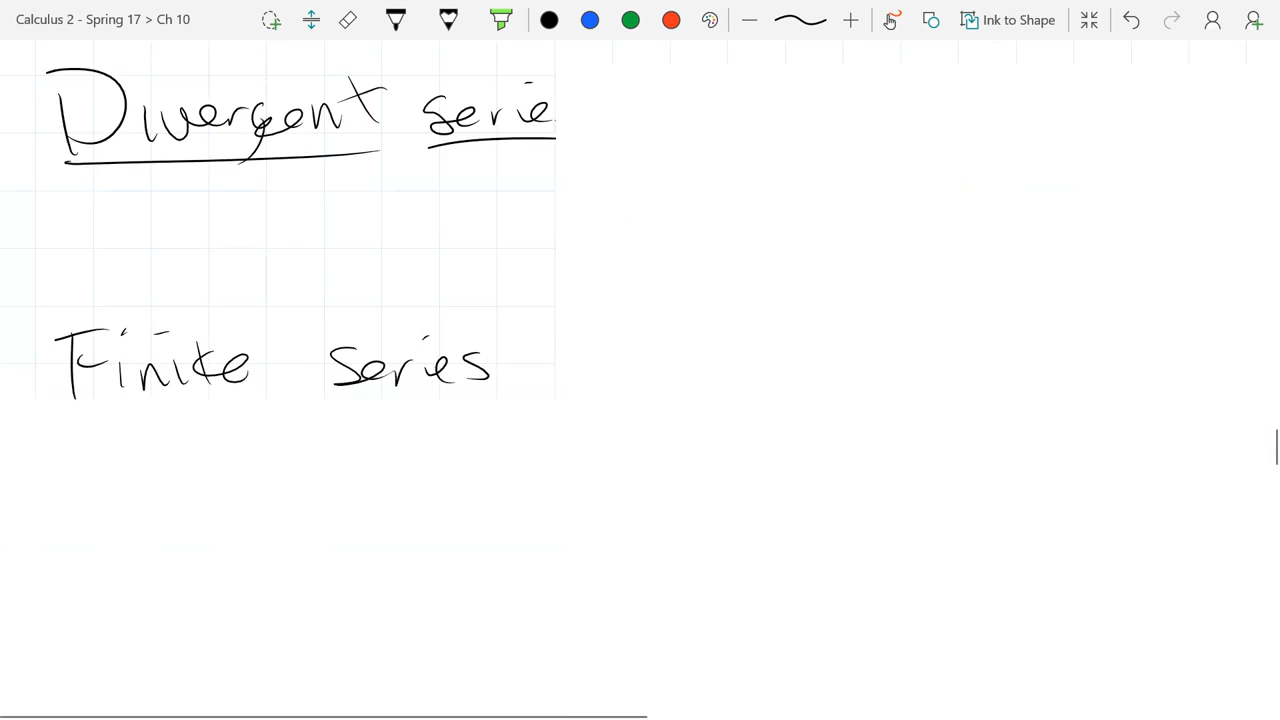 Calculus 2 - Spring 17 > Ch 10
Ink to Shape
Divergent serie
Finite series